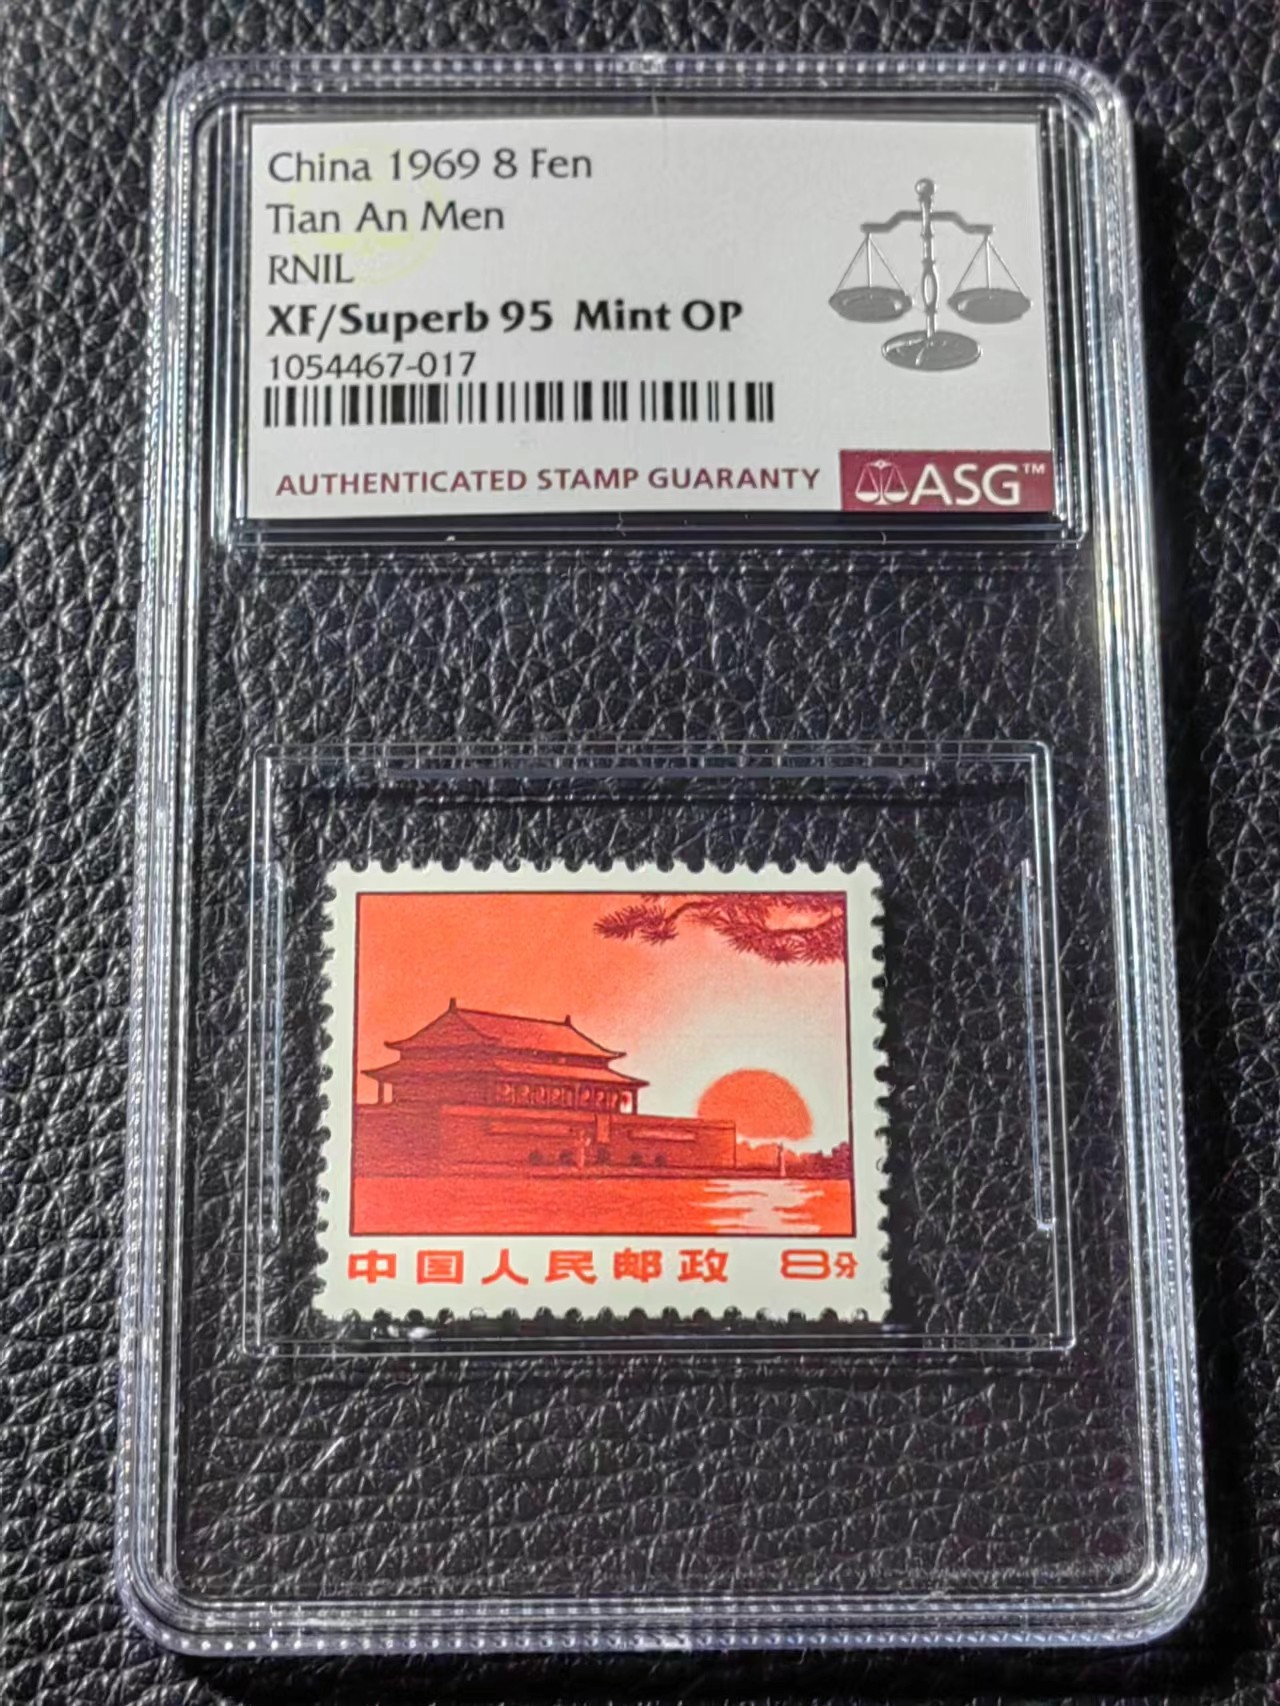 China 1969 8 Fen
Tian An Men
RNIL
XF/Superb 95 Mint OP
1054467-017
AUTHENTICATED STAMP GUARANTY ASG™
中国人民邮政 8分